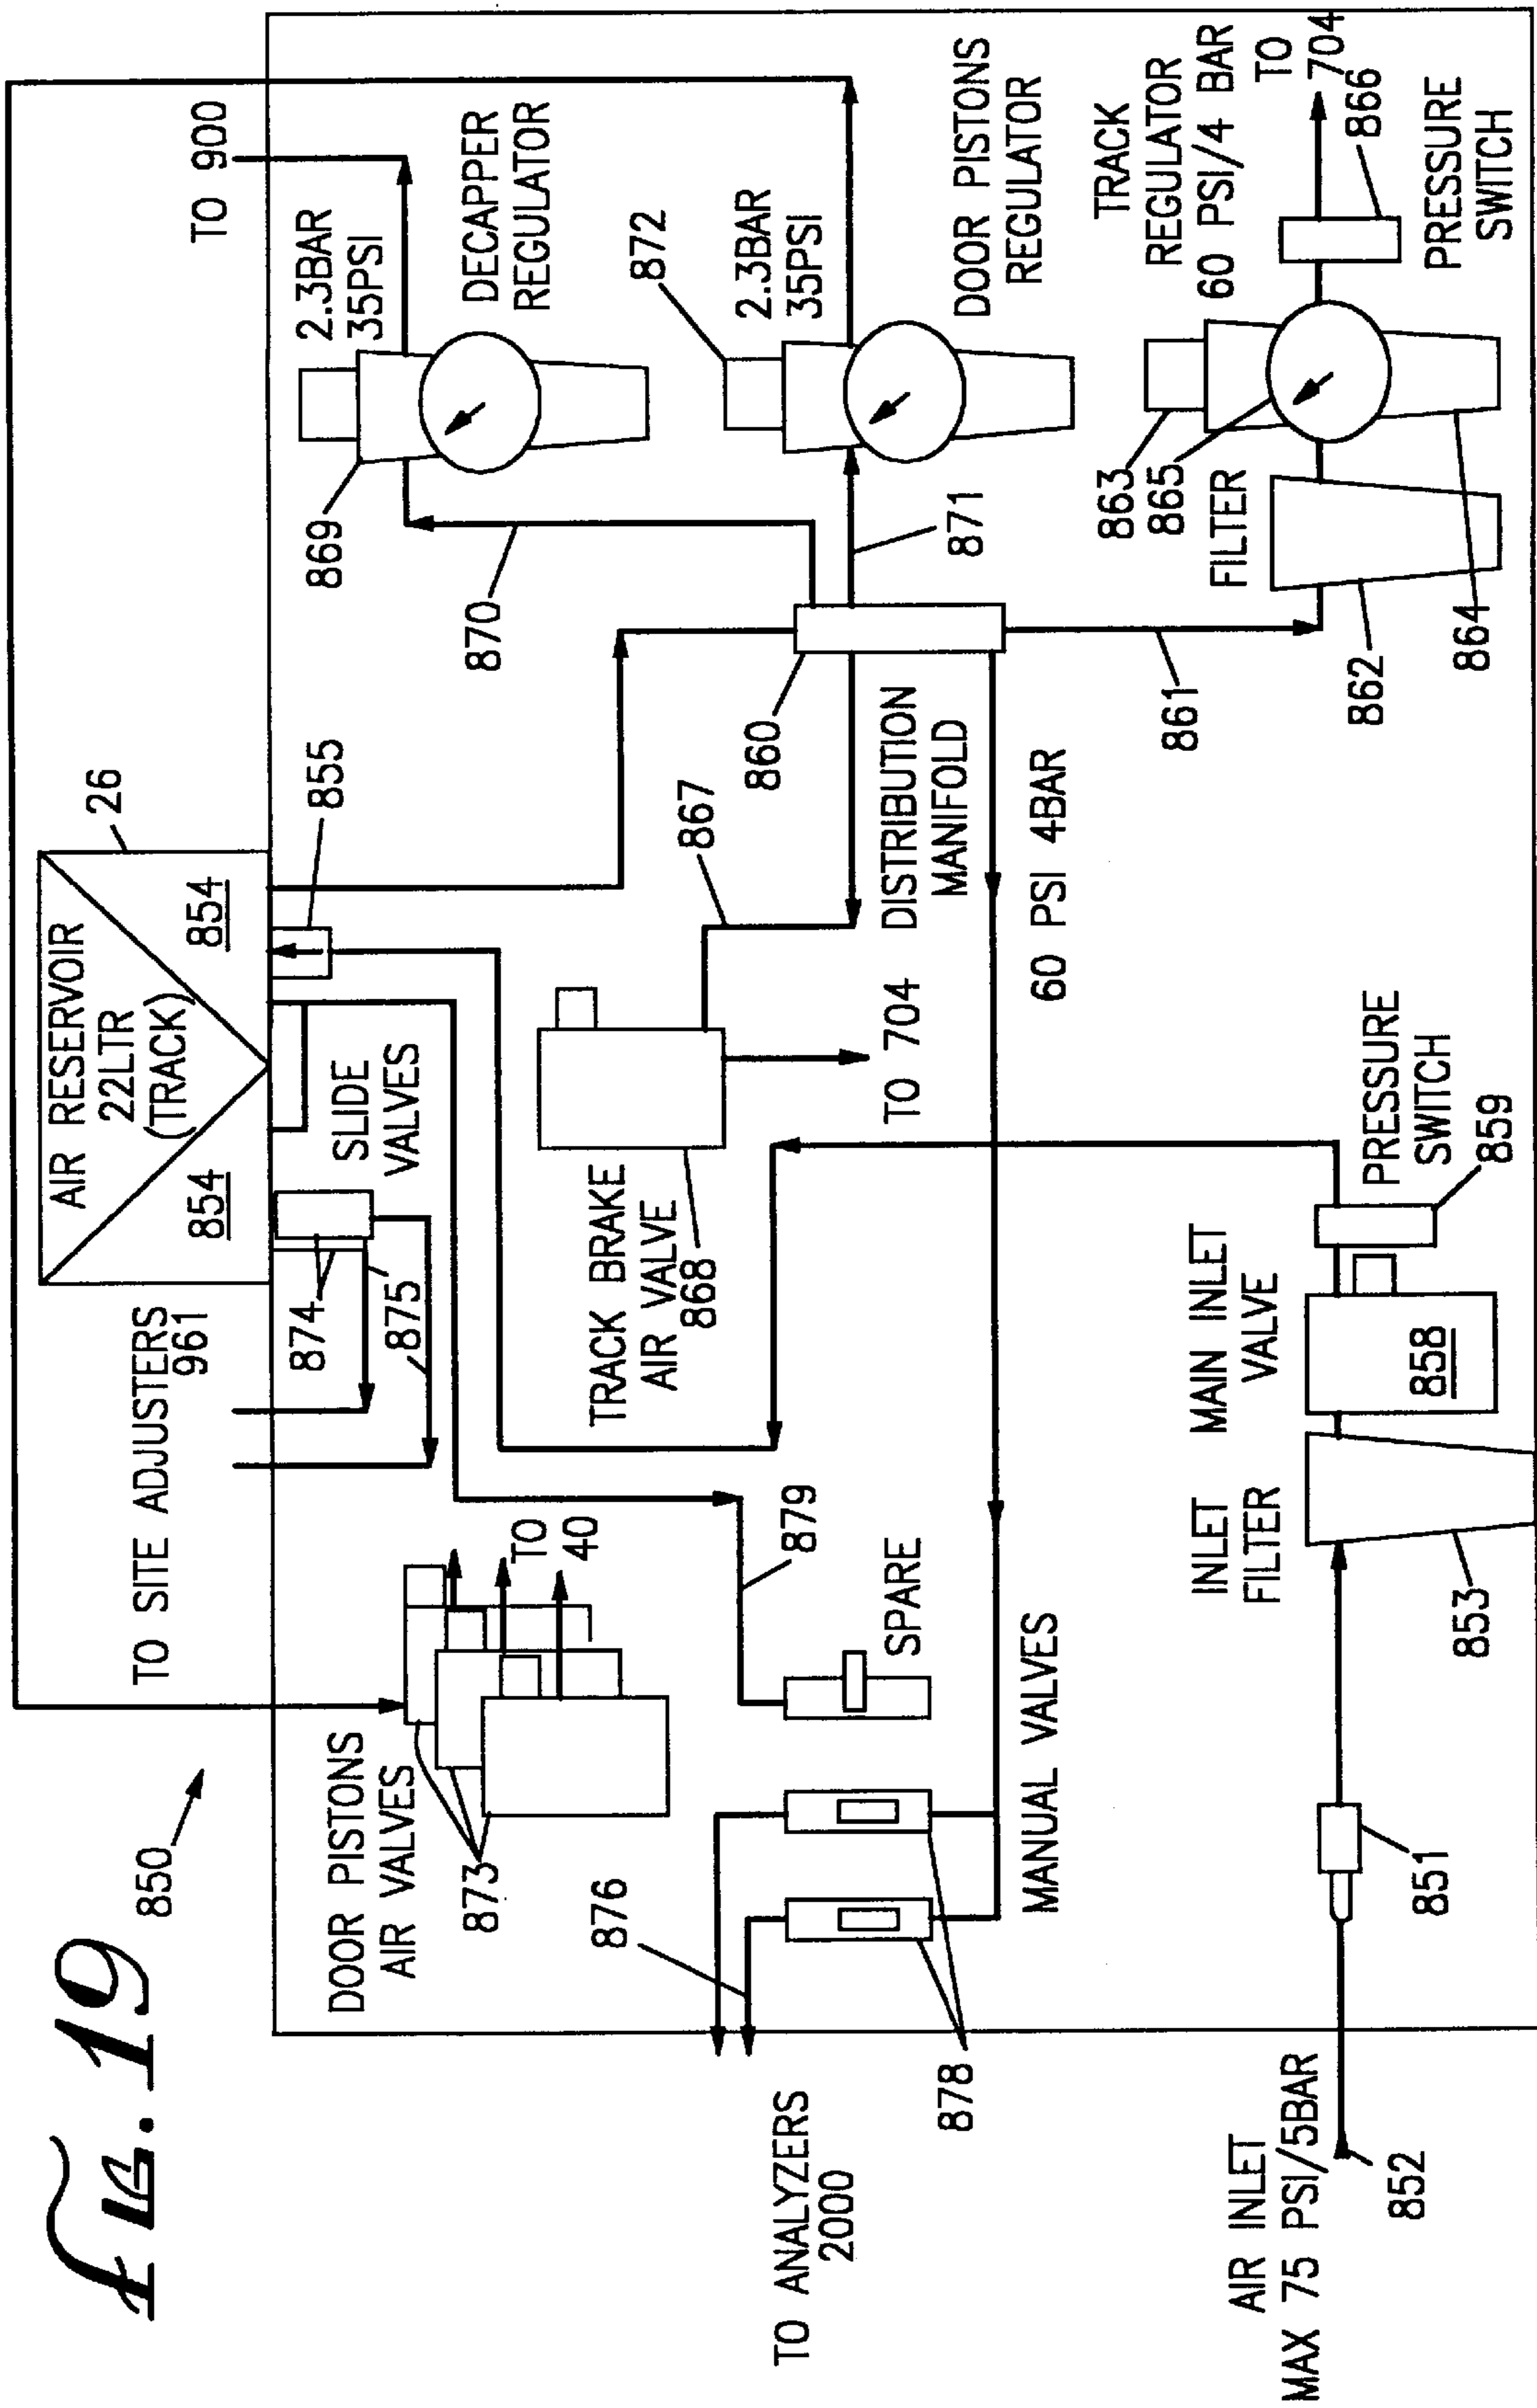 fig. 19
850
TO ANALYZERS
2000
AIR INLET
MAX 75 PSI/5BAR
852
TO SITE ADJUSTERS
961
AIR RESERVOIR
22LTR
(TRACK)
854
854
26
855
TO 900
874
875
SLIDE
VALVES
DOOR PISTONS
AIR VALVES
873
TO
40
876
878
879
SPARE
MANUAL VALVES
TRACK BRAKE
AIR VALVE
868
TO 704
867
860
DISTRIBUTION
MANIFOLD
60 PSI 4BAR
870
869
2.3BAR
35PSI
DECAPPER
REGULATOR
872
2.3BAR
35PSI
DOOR PISTONS
REGULATOR
871
861
851
853
INLET
FILTER
MAIN INLET
VALVE
858
PRESSURE
SWITCH
859
862
FILTER
863
865
864
TRACK
REGULATOR
60 PSI/4 BAR
TO
704
866
PRESSURE
SWITCH